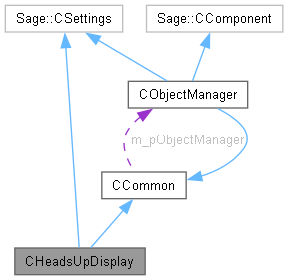 Sage::CSettings
Sage::CComponent
CObjectManager
m_pObjectManager
CCommon
CHeadsUpDisplay